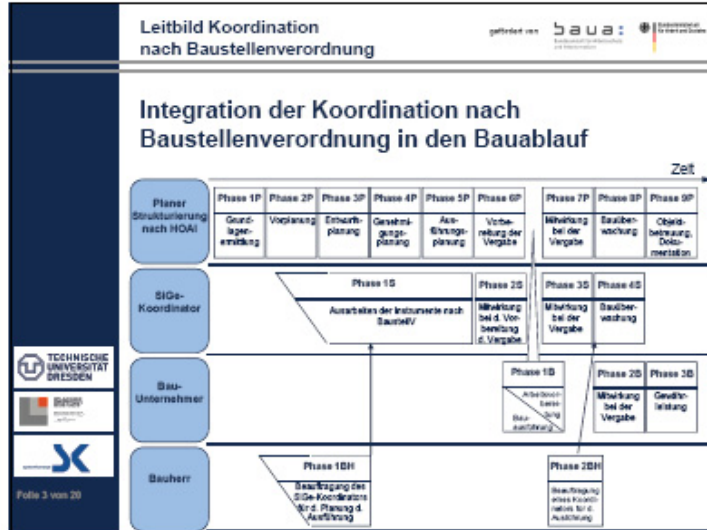 Leitbild Koordination
nach Baustellenverordnung
gefördert von
baua:
Integration der Koordination nach
Baustellenverordnung in den Bauablauf
Zeit
Planer
Strukturierung
nach HOAI
Phase 1P
Grund-
lagen-
ermittlung
Phase 2P
Vorplanung
Phase 3P
Entwurfs-
planung
Phase 4P
Genehmi-
gungs-
planung
Phase 5P
Aus-
führungs-
planung
Phase 6P
Vorbe-
reitung der
Vergabe
Phase 7P
Mitwirkung
bei der
Vergabe
Phase 8P
Bauüber-
wachung
Phase 9P
Objekt-
betreuung,
Doku-
mentation
SiGe-
Koordinator
Phase 1S
Ausarbeiten der Instrumente nach
BaustellV
Phase 2S
Mitwirkung
bei d. Vor-
bereitung
d. Vergabe
Phase 3S
Mitwirkung
bei der
Vergabe
Phase 4S
Bauüber-
wachung
Bau-
Unternehmer
Phase 1B
Arbeitsvor-
berei-
tung
Bau-
ausführung
Phase 2B
Mitwirkung
bei der
Vergabe
Phase 3B
Gewähr-
leistung
Bauherr
Phase 1BH
Beauftragung des
SiGe-Koordinators
für d. Planung d.
Ausführung
Phase 2BH
Beauftragung
eines Koordi-
nators für d.
Ausführung
TECHNISCHE
UNIVERSITÄT
DRESDEN
Folie 3 von 20